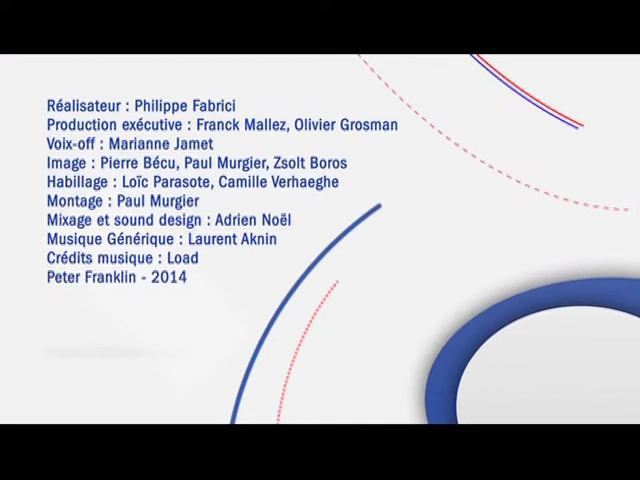 Réalisateur : Philippe Fabrici
Production exécutive : Franck Mallez, Olivier Grosman
Voix-off : Marianne Jamet
Image : Pierre Bécu, Paul Murgier, Zsolt Boros
Habillage : Loïc Parasote, Camille Verhaeghe
Montage : Paul Murgier
Mixage et sound design : Adrien Noël
Musique Générique : Laurent Aknin
Crédits musique : Load
Peter Franklin - 2014